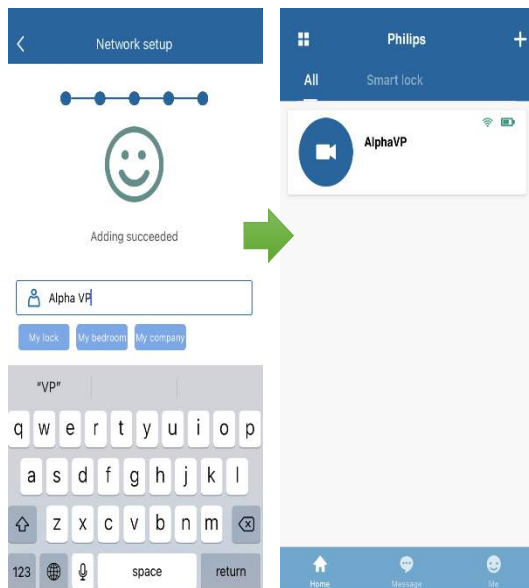 Network setup
Adding succeeded
Alpha VP
My lock My bedroom My company
"VP"
q w e r t y u i o p
a s d f g h j k l
z x c v b n m
123 space return
Philips
All Smart lock
AlphaVP
Home Message Me